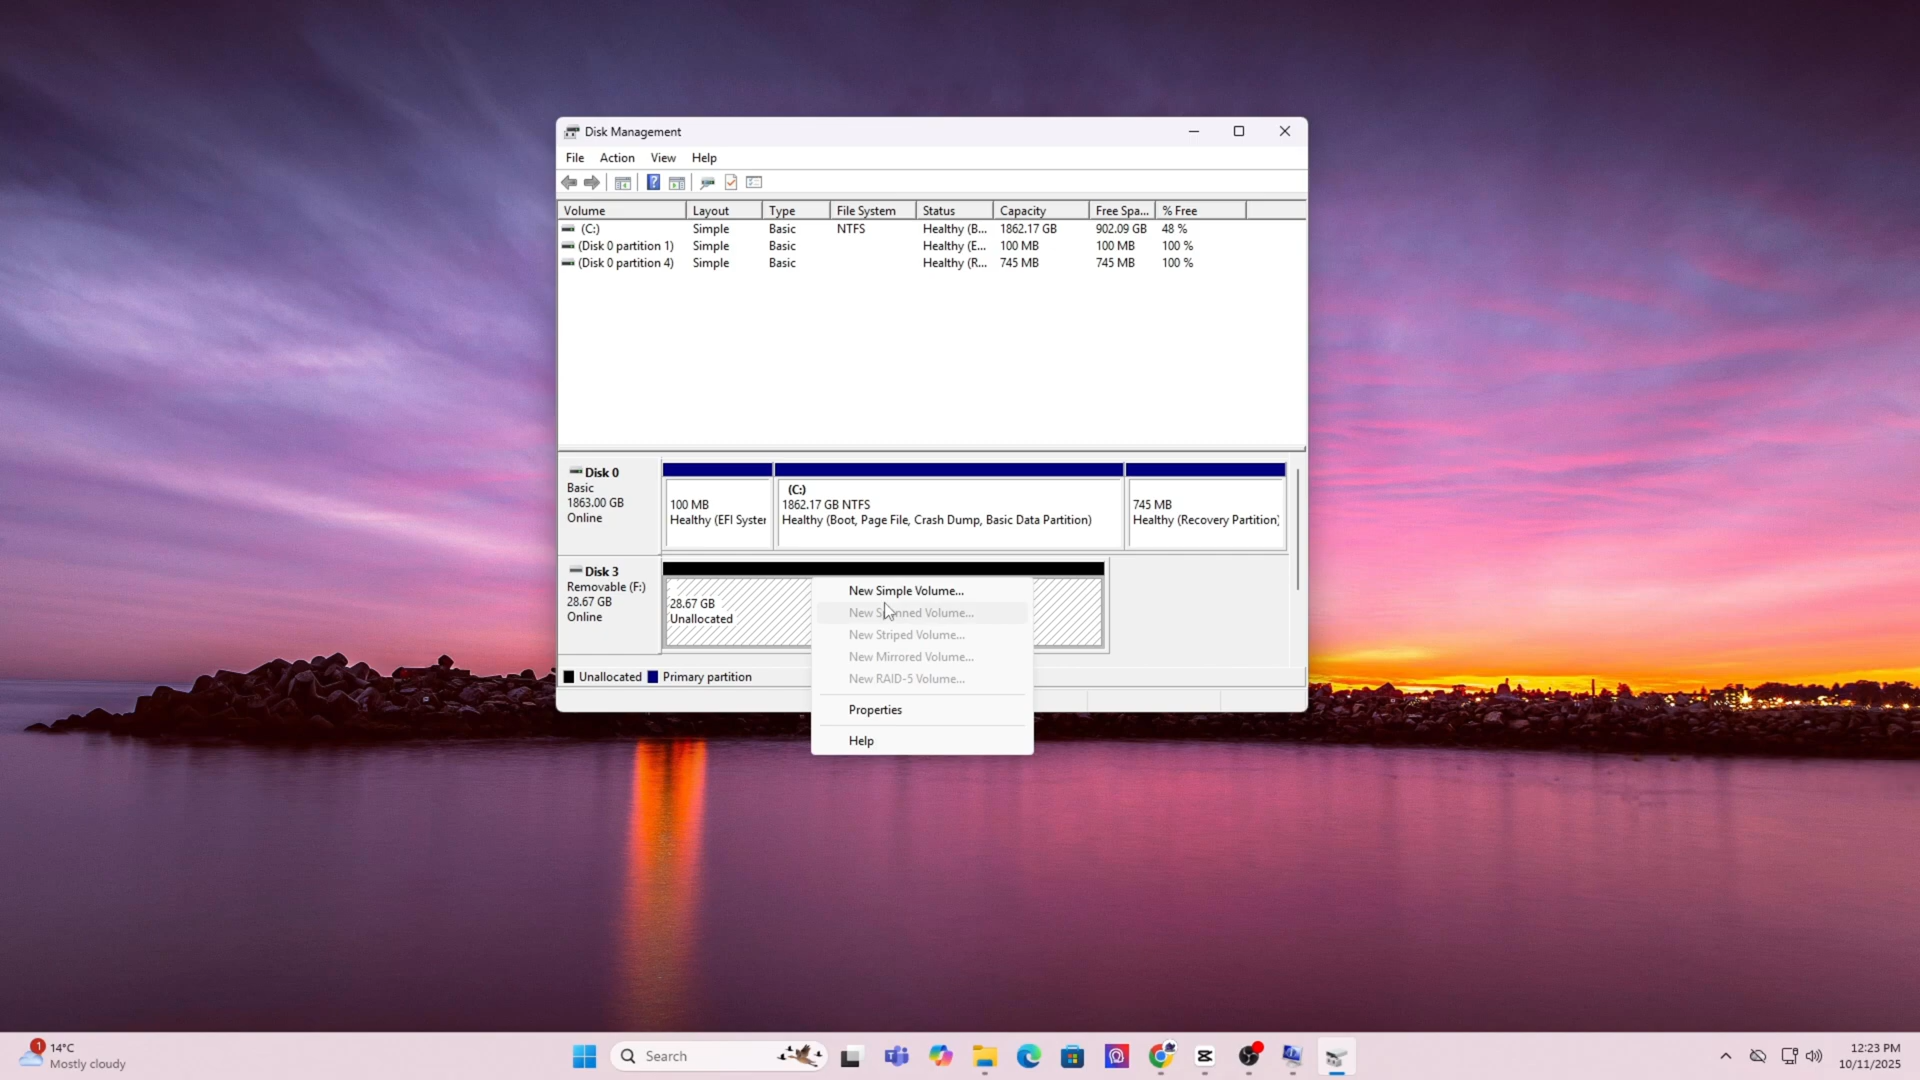 Disk Management
File Action View Help
Volume Layout Type File System Status Capacity Free Spa... % Free
(C:) Simple Basic NTFS Healthy (B... 1862.17 GB 902.09 GB 48 %
(Disk 0 partition 1) Simple Basic Healthy (E... 100 MB 100 MB 100 %
(Disk 0 partition 4) Simple Basic Healthy (R... 745 MB 745 MB 100 %
Disk 0
Basic
1863.00 GB
Online
100 MB
Healthy (EFI Syster
(C:)
1862.17 GB NTFS
Healthy (Boot, Page File, Crash Dump, Basic Data Partition)
745 MB
Healthy (Recovery Partition)
Disk 3
Removable (F:)
28.67 GB
Online
28.67 GB
Unallocated
New Simple Volume...
New Spanned Volume...
New Striped Volume...
New Mirrored Volume...
New RAID-5 Volume...
Properties
Help
Unallocated Primary partition
1
14°C
Mostly cloudy
Search
12:23 PM
10/11/2025